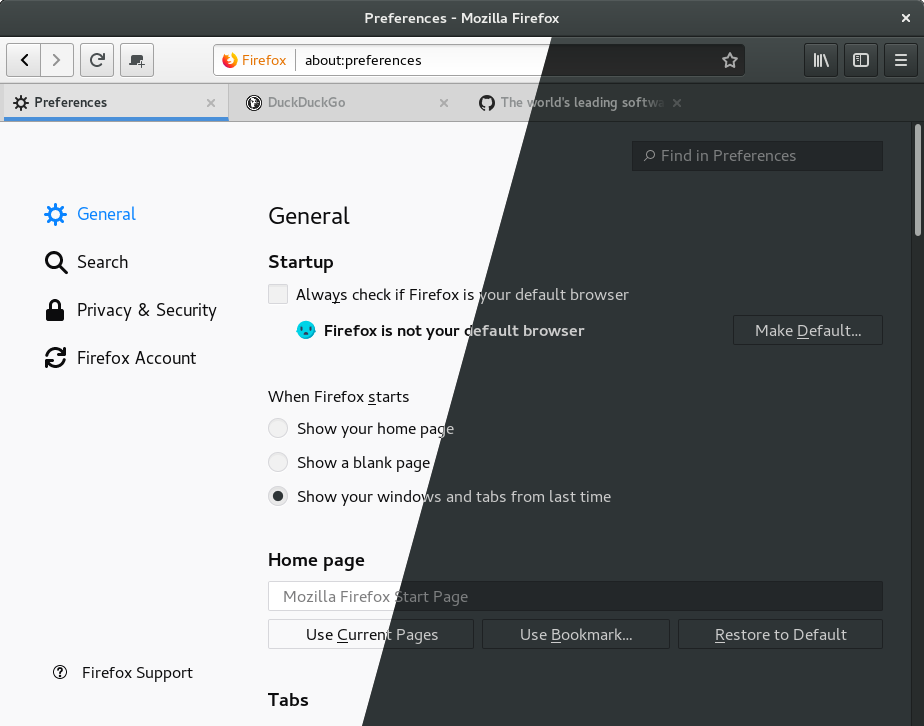 Preferences - Mozilla Firefox
Firefox about:preferences
Preferences DuckDuckGo The world's leading softwa
Find in Preferences
General
General
Search
Startup
Always check if Firefox is your default browser
Privacy & Security
Firefox is not your default browser Make Default...
Firefox Account
When Firefox starts
Show your home page
Show a blank page
Show your windows and tabs from last time
Home page
Mozilla Firefox Start Page
Use Current Pages Use Bookmark... Restore to Default
Firefox Support
Tabs